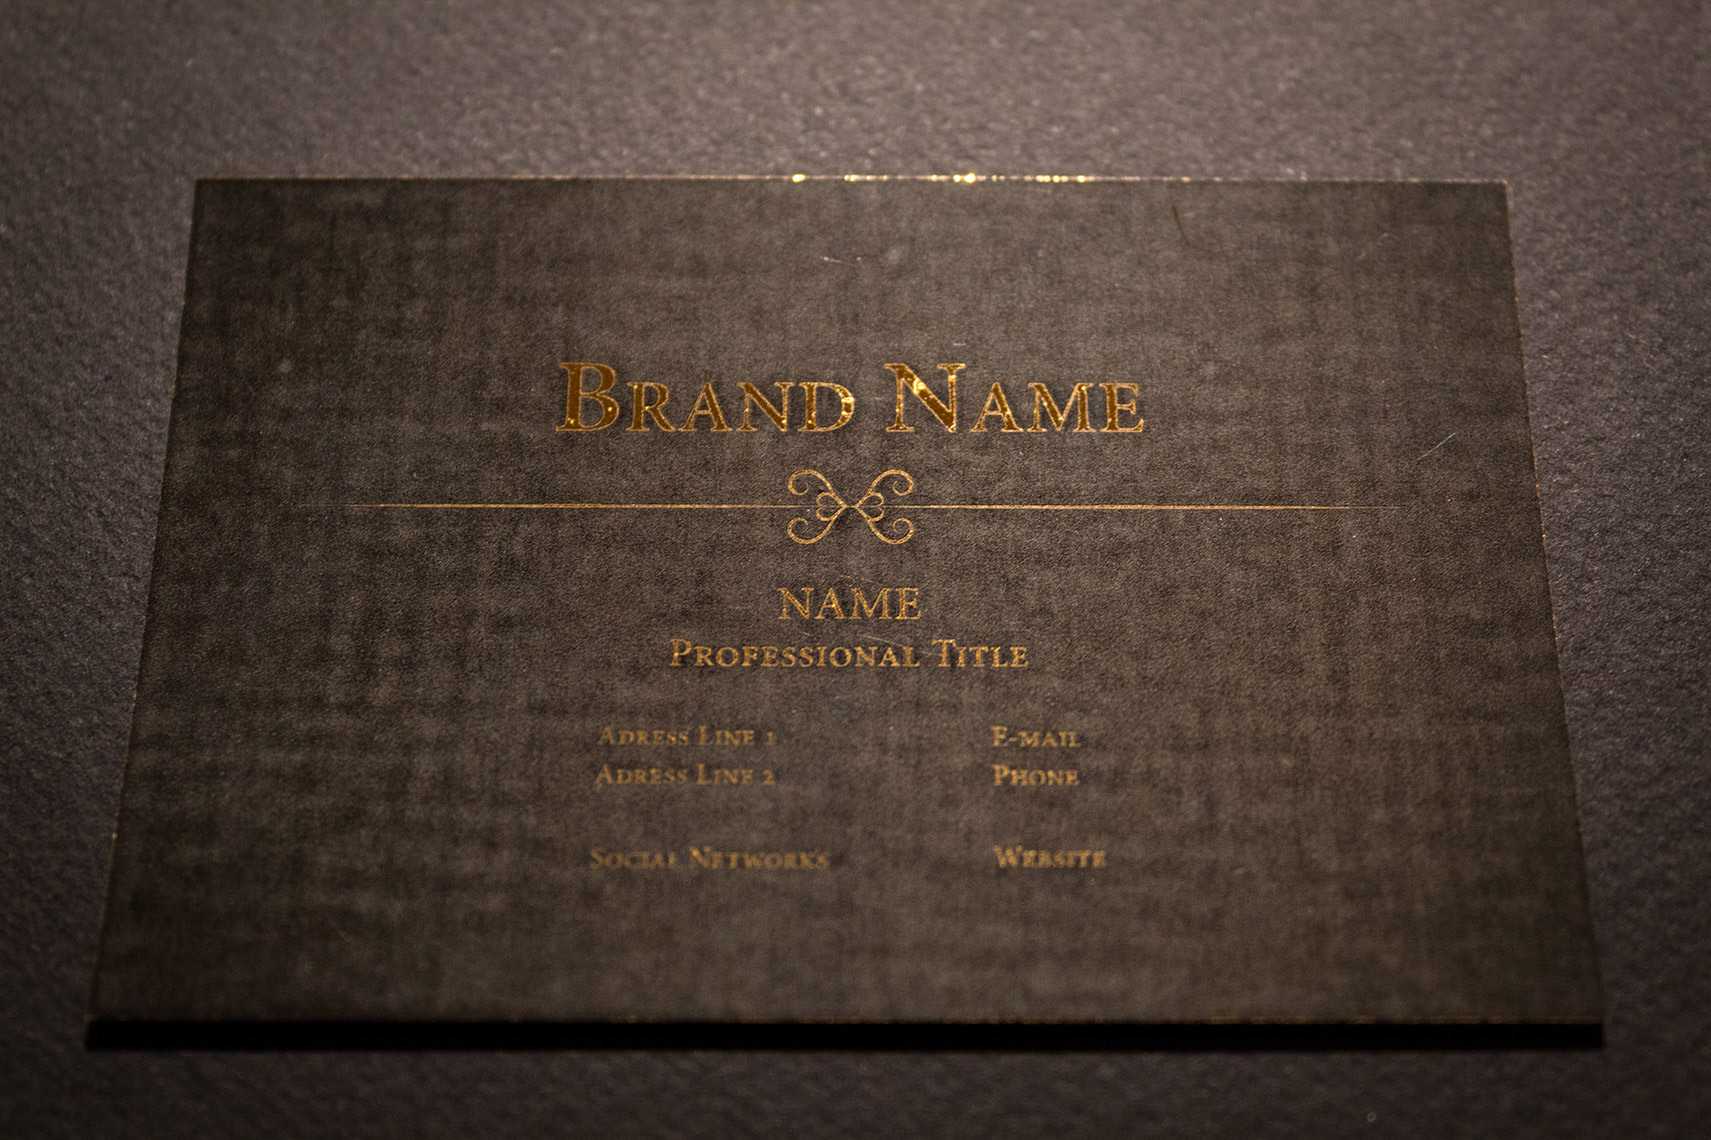 Brand Name
NAME
Professional Title
Adress Line 1
Adress Line 2
E-mail
Phone
Social Networks
Website